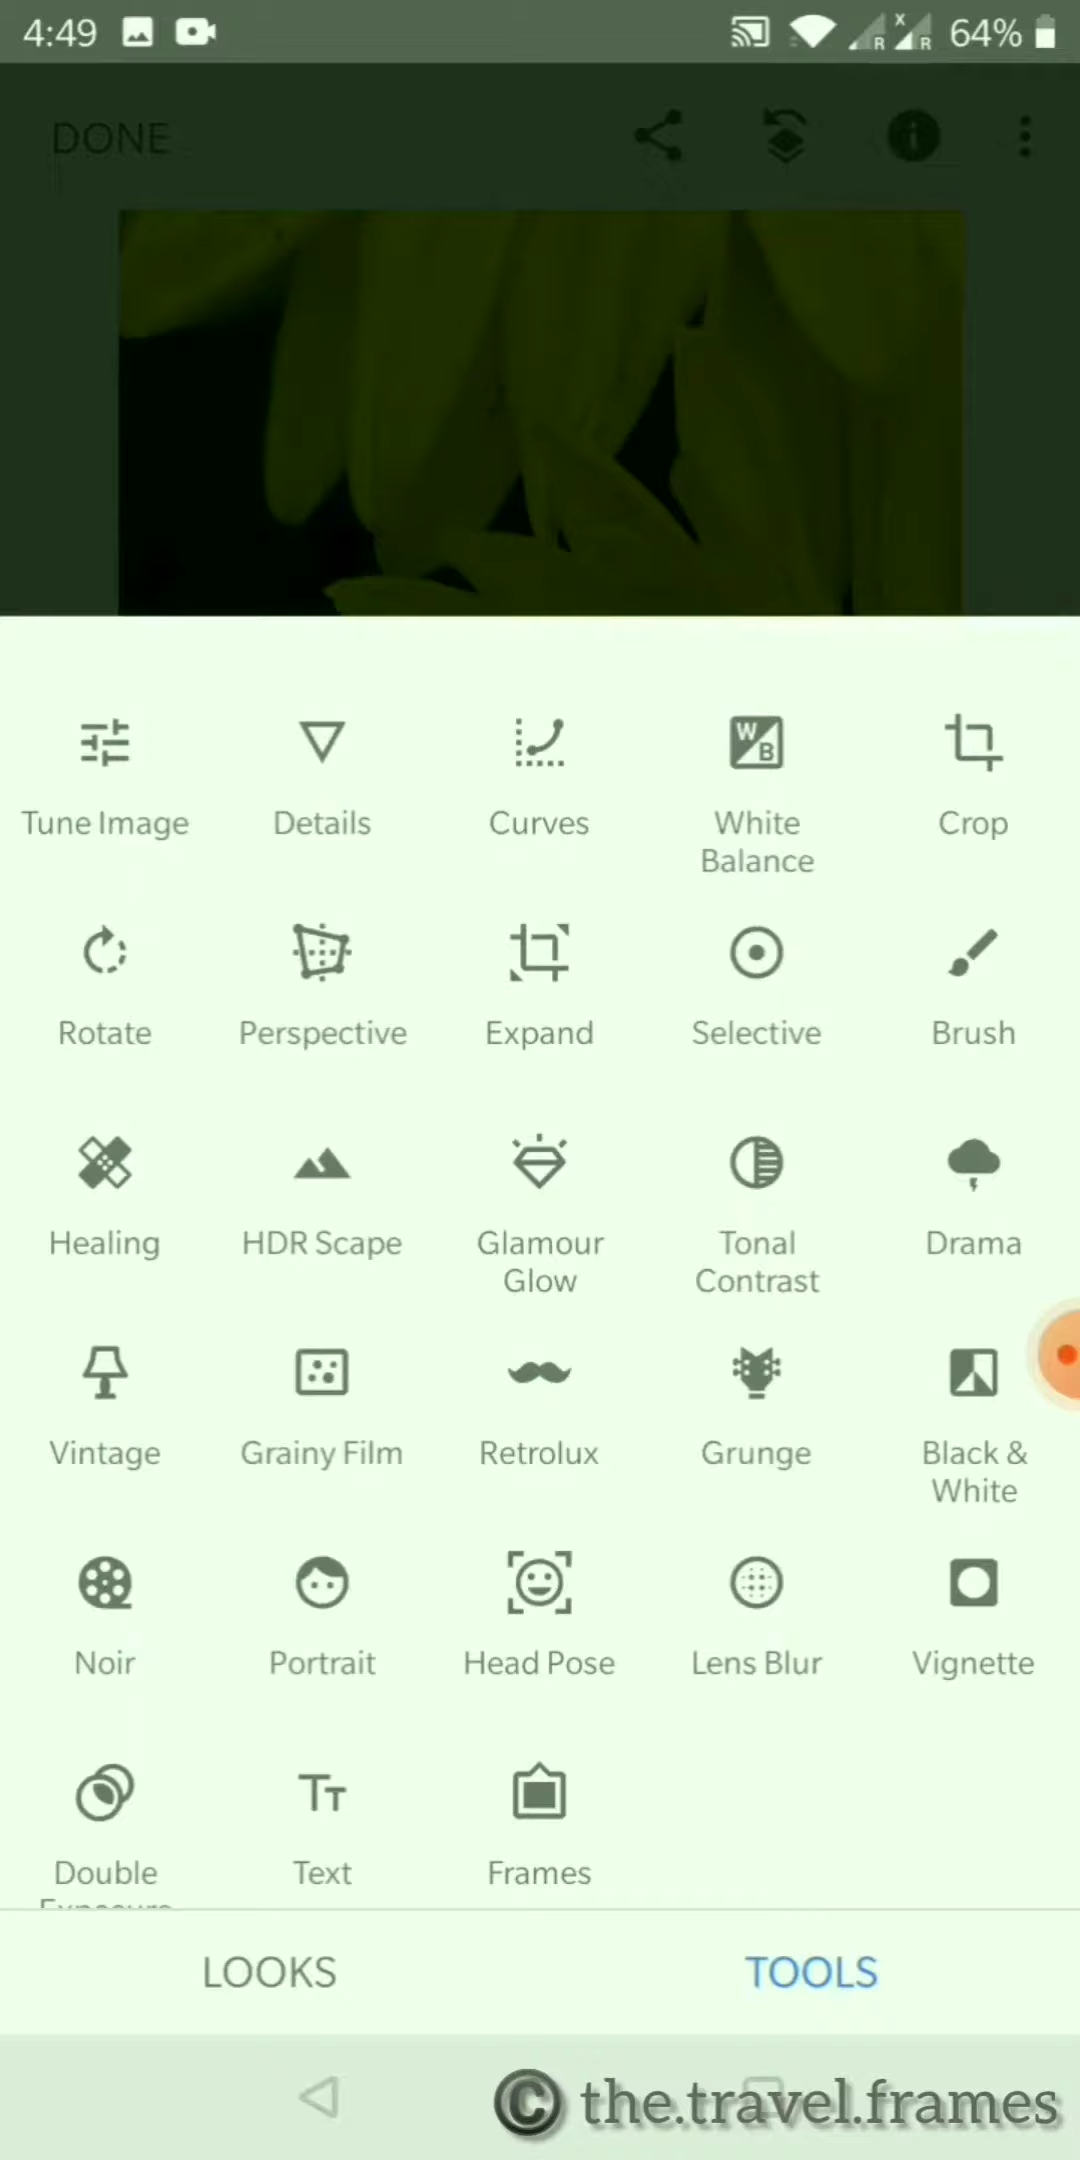 4:49 64%
DONE
Tune Image Details Curves White Balance Crop
Rotate Perspective Expand Selective Brush
Healing HDR Scape Glamour Glow Tonal Contrast Drama
Vintage Grainy Film Retrolux Grunge Black & White
Noir Portrait Head Pose Lens Blur Vignette
Double Text Frames
LOOKS TOOLS
© the.travel.frames